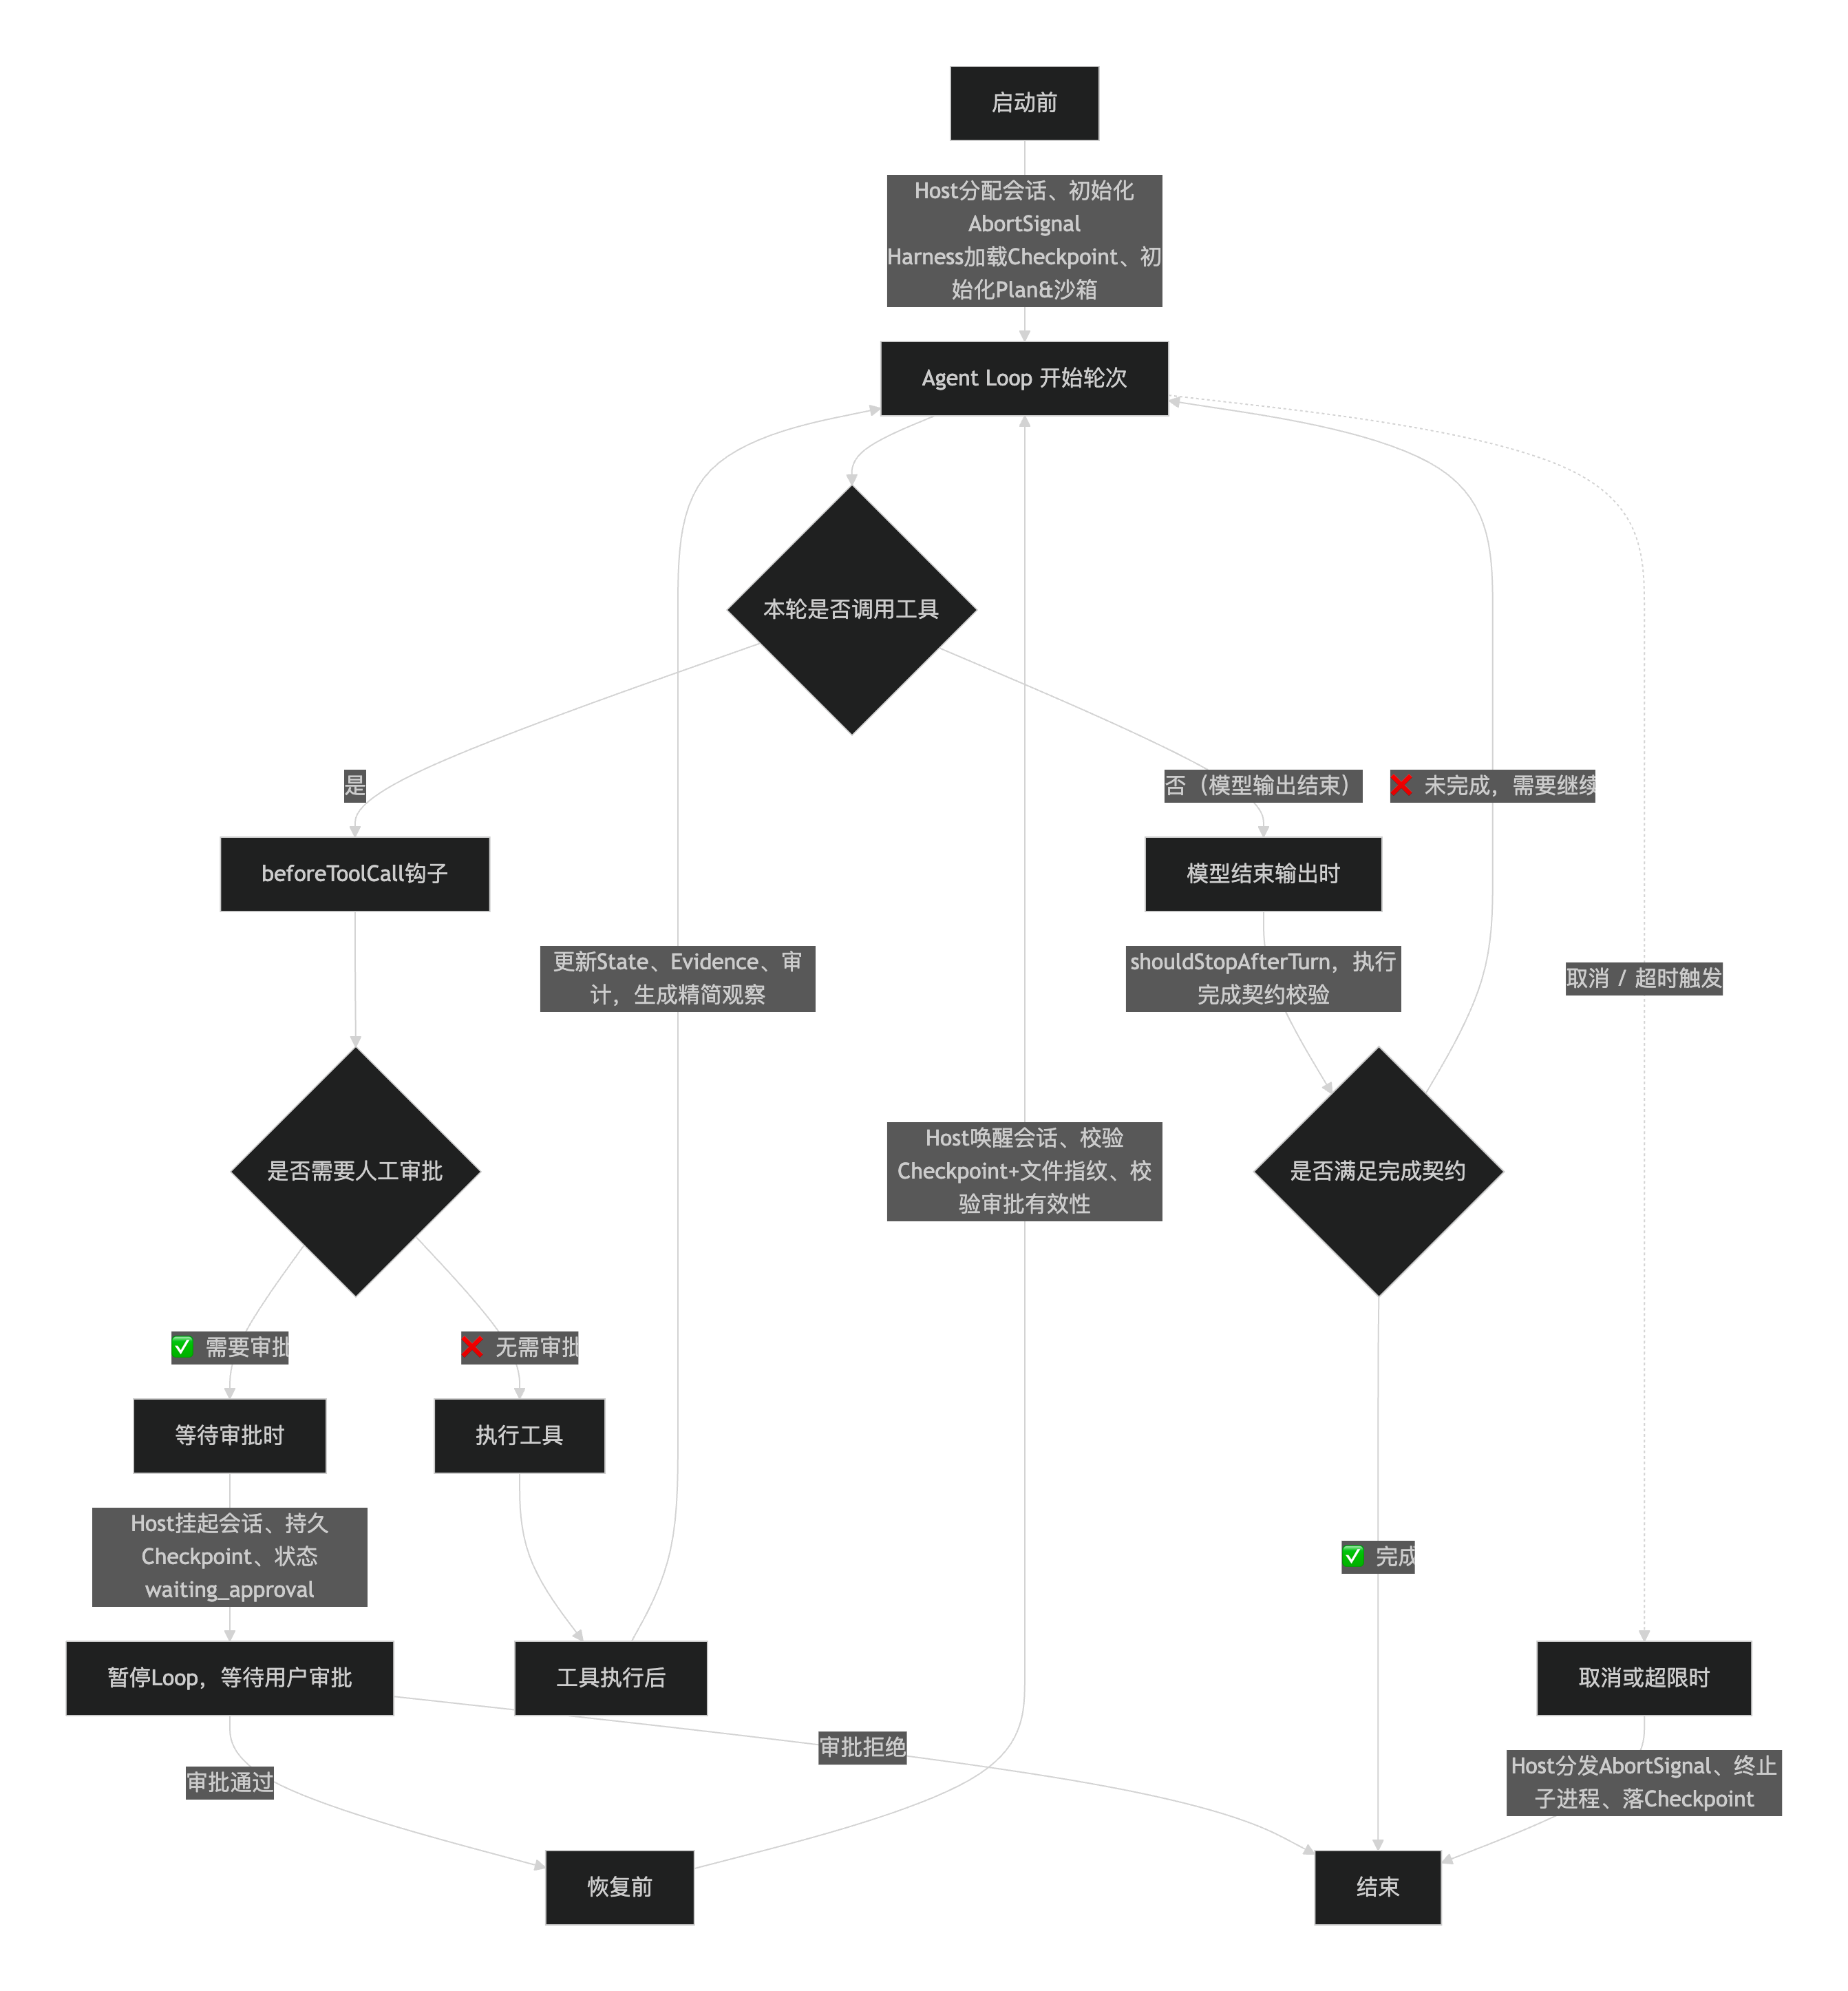 启动前
Host分配会话、初始化
AbortSignal
Harness加载Checkpoint、初
始化Plan&沙箱
Agent Loop 开始轮次
本轮是否调用工具
是
否（模型输出结束）
❌ 未完成，需要继续
beforeToolCall钩子
模型结束输出时
更新State、Evidence、审
计，生成精简观察
shouldStopAfterTurn，执行
完成契约校验
取消 / 超时触发
是否需要人工审批
Host唤醒会话、校验
Checkpoint+文件指纹、校
验审批有效性
是否满足完成契约
✅ 需要审批
❌ 无需审批
等待审批时
执行工具
Host挂起会话、持久
Checkpoint、状态
waiting_approval
✅ 完成
暂停Loop，等待用户审批
工具执行后
取消或超限时
审批拒绝
审批通过
Host分发AbortSignal、终止
子进程、落Checkpoint
恢复前
结束